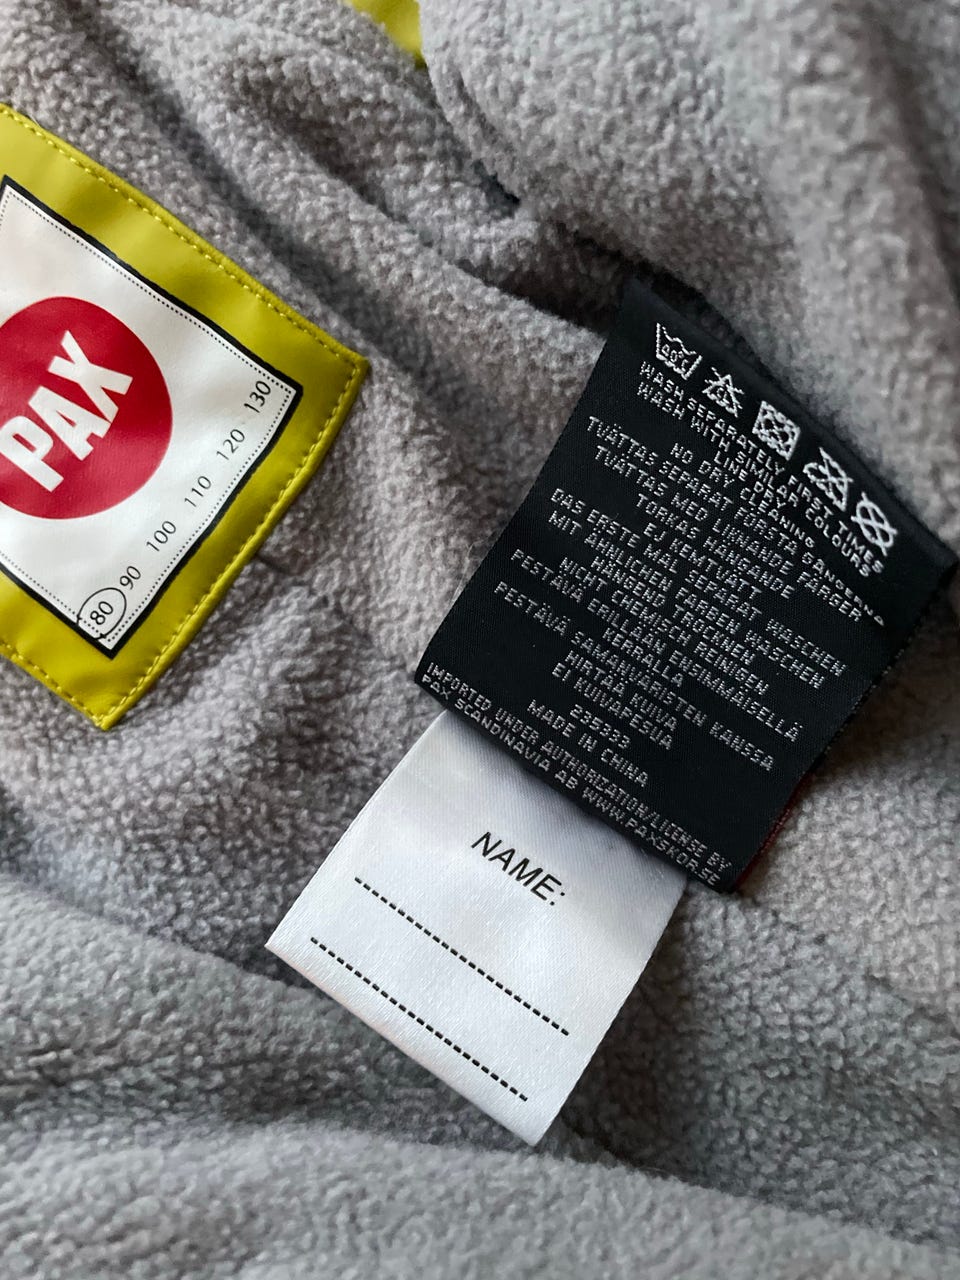 PAX
80 90 100 110 120 130
40°C
WASH SEPARATELY FIRST TIMES
WASH WITH SIMILAR COLOURS
LINE DRY
NO DRY CLEANING
TVÄTTAS SEPARAT FÖRSTA
TVÄTTAS MED LIKNANDE FÄRGER
TORKAS HÄNGANDE
EJ KEMTVÄTT
DAS ERSTE MAL SEPARAT WASCHEN
MIT ÄHNLICHEN FARBEN WASCHEN
HÄNGEND TROCKNEN
NICHT CHEMISCH REINIGEN
PESTÄVÄ ERILLÄÄN ENSIMMÄISELLÄ
KERRALLA
PESTÄVÄ SAMANVÄRISTEN KANSSA
RIPUSTAEN KUIVA
EI KUIVAPESUA
235333
MADE IN CHINA
IMPORTED UNDER AUTHORIZATION/LICENSE BY
PAX SCANDINAVIA AB WWW.PAXSKOR.SE
NAME: